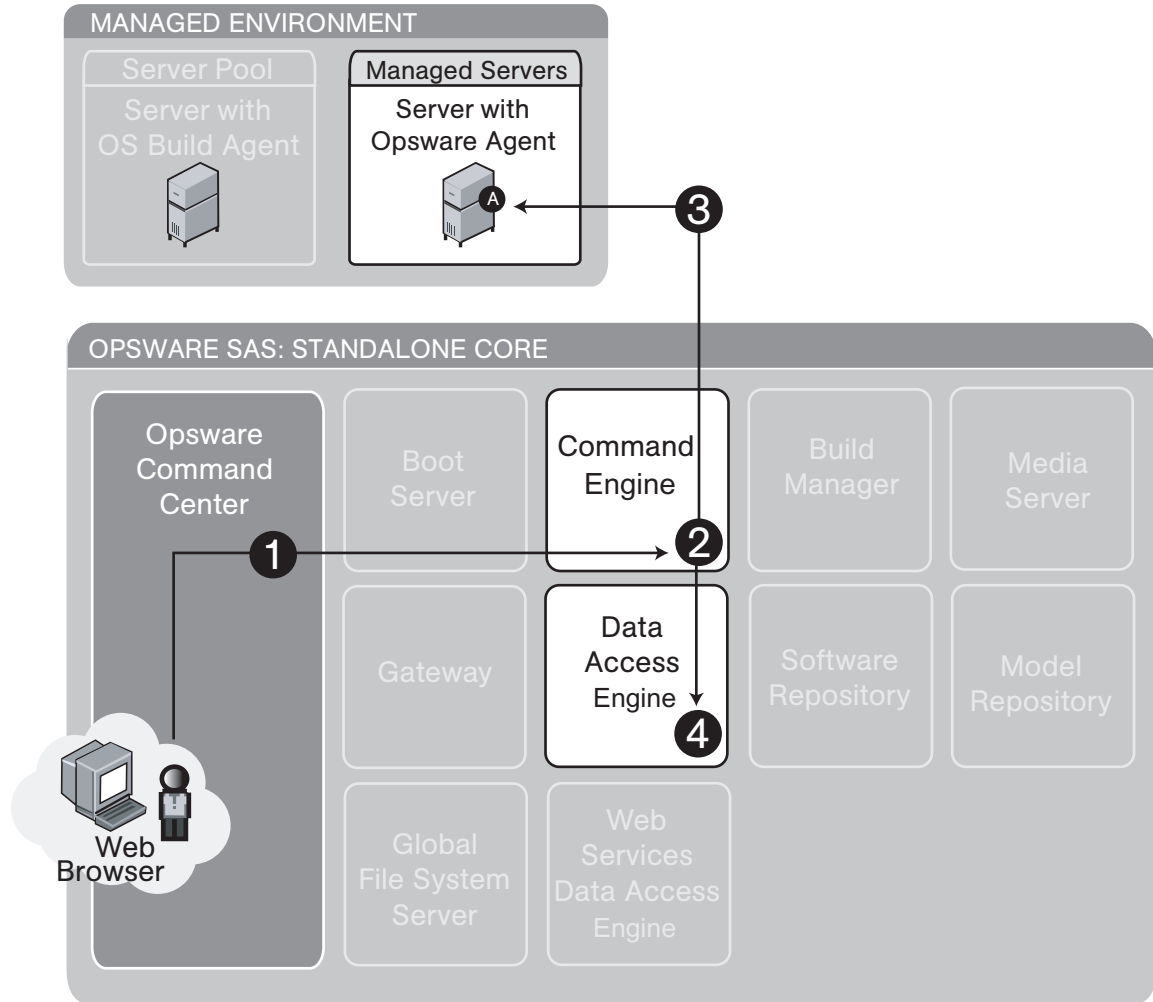 MANAGED ENVIRONMENT
Server Pool
Server with
OS Build Agent
Managed Servers
Server with
Opsware Agent
A
3
OPSWARE SAS: STANDALONE CORE
Opsware
Command
Center
1
Boot
Server
Command
Engine
2
Build
Manager
Media
Server
Gateway
Data
Access
Engine
4
Software
Repository
Model
Repository
Web
Browser
Global
File System
Server
Web
Services
Data Access
Engine